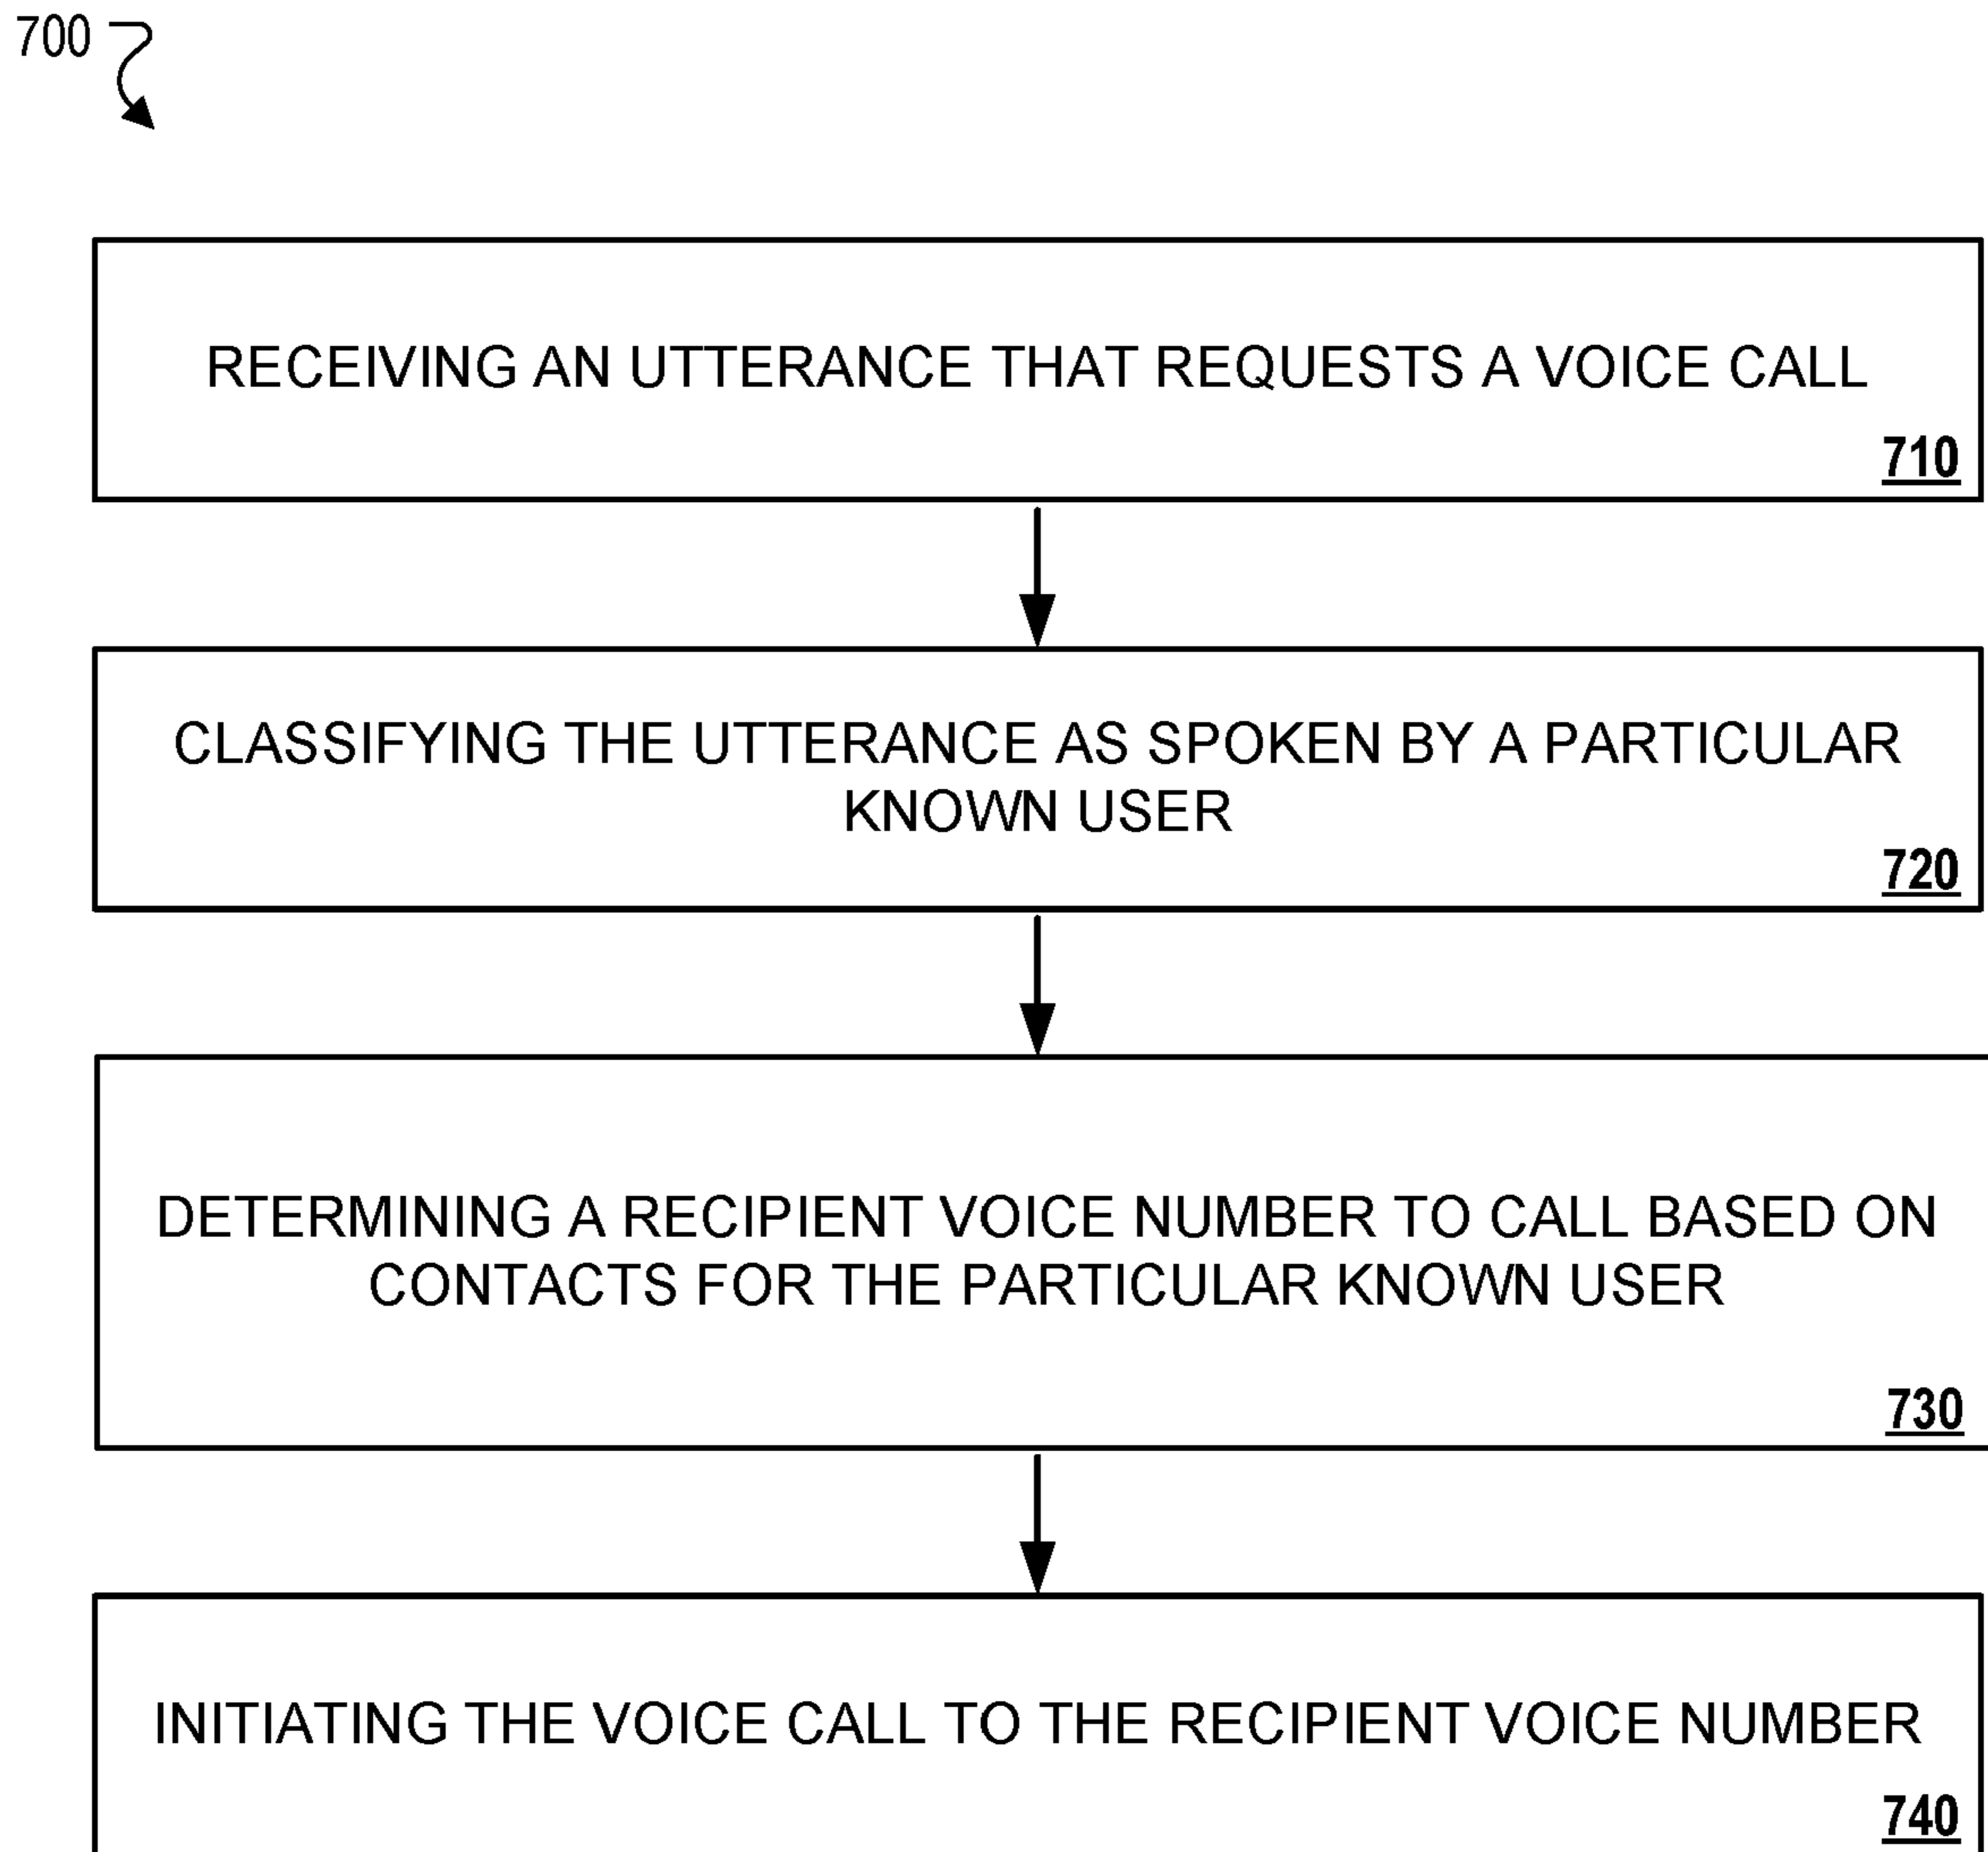 700
RECEIVING AN UTTERANCE THAT REQUESTS A VOICE CALL
710
CLASSIFYING THE UTTERANCE AS SPOKEN BY A PARTICULAR
KNOWN USER
720
DETERMINING A RECIPIENT VOICE NUMBER TO CALL BASED ON
CONTACTS FOR THE PARTICULAR KNOWN USER
730
INITIATING THE VOICE CALL TO THE RECIPIENT VOICE NUMBER
740